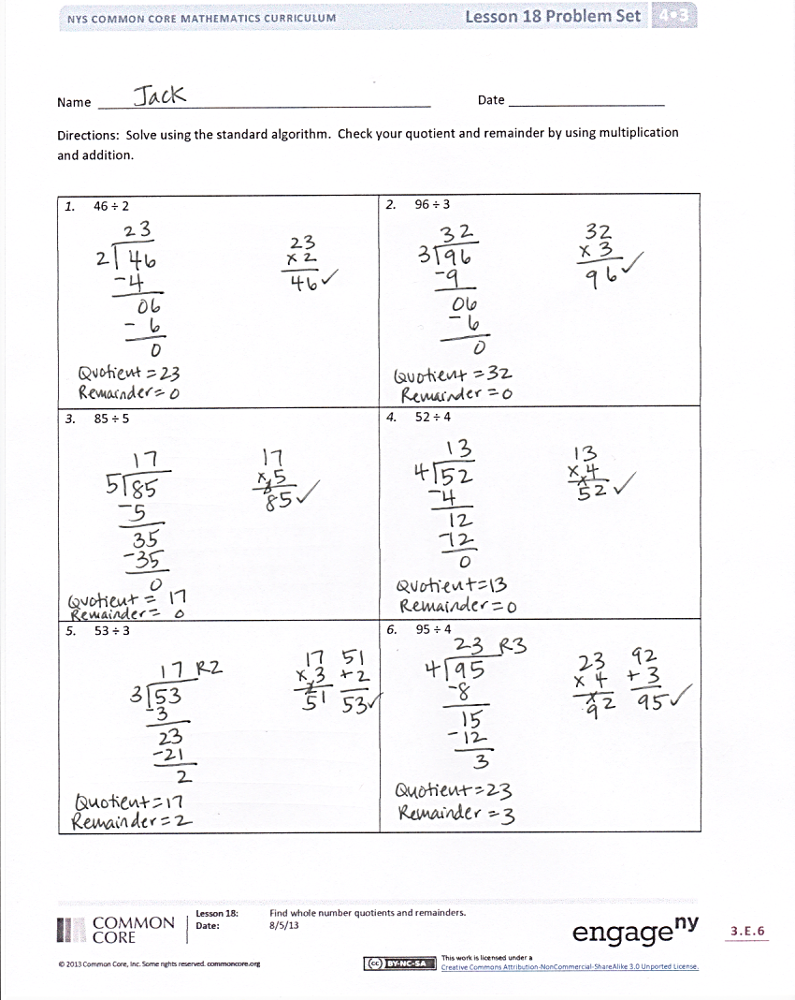 NYS COMMON CORE MATHEMATICS CURRICULUM Lesson 18 Problem Set 4•3
Name Jack Date
Directions: Solve using the standard algorithm. Check your quotient and remainder by using multiplication
and addition.
1. 46 ÷ 2
23
2 46
-4
06
- 6
0
23
x 2
46 ✓
Quotient = 23
Remainder = 0
2. 96 ÷ 3
32
3 96
-9
06
-6
0
32
x 3
96 ✓
Quotient = 32
Remainder = 0
3. 85 ÷ 5
17
5 85
-5
35
-35
0
17
x 5
3
85 ✓
Quotient = 17
Remainder = 0
4. 52 ÷ 4
13
4 52
-4
12
-12
0
13
x 4
1
52 ✓
Quotient = 13
Remainder = 0
5. 53 ÷ 3
17 R2
3 53
-3
23
-21
2
17
x 3
2
51
51
+ 2
53 ✓
Quotient = 17
Remainder = 2
6. 95 ÷ 4
23 R3
4 95
-8
15
-12
3
23
x 4
1
92
92
+ 3
95 ✓
Quotient = 23
Remainder = 3
COMMON
CORE
Lesson 18: Find whole number quotients and remainders.
Date: 8/5/13
engage ny
3.E.6
© 2013 Common Core, Inc. Some rights reserved. commoncore.org
cc BY-NC-SA
This work is licensed under a
Creative Commons Attribution-NonCommercial-ShareAlike 3.0 Unported License.